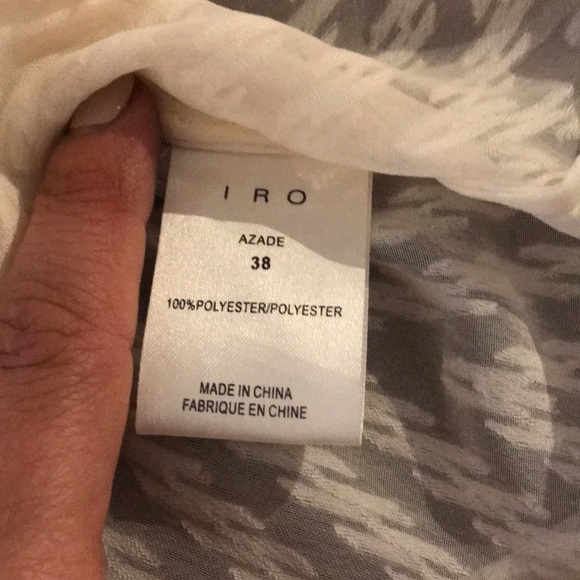 IRO
AZADE
38
100%POLYESTER/POLYESTER
MADE IN CHINA
FABRIQUE EN CHINE